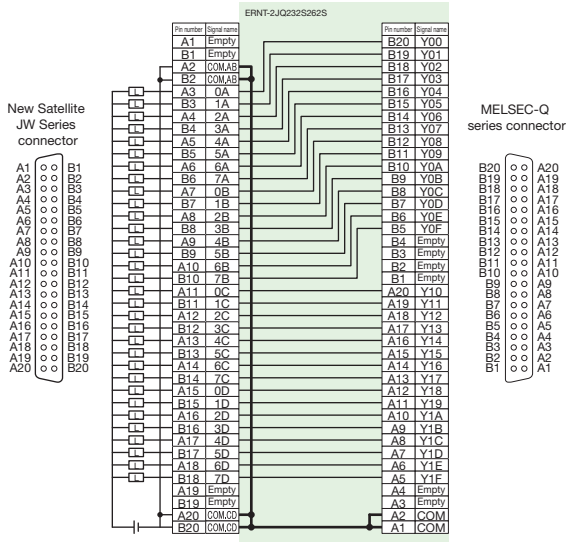 ERNT-2JQ232S262S
Pin number Signal name Pin number Signal name
A1 Empty B20 Y00
B1 Empty B19 Y01
A2 COM.AB B18 Y02
B2 COM.AB B17 Y03
L A3 0A B16 Y04
L B3 1A B15 Y05
L A4 2A B14 Y06
L B4 3A B13 Y07
L A5 4A B12 Y08
L B5 5A B11 Y09
L A6 6A B10 Y0A
L B6 7A B9 Y0B
L A7 0B B8 Y0C
L B7 1B B7 Y0D
L A8 2B B6 Y0E
L B8 3B B5 Y0F
L A9 4B B4 Empty
L B9 5B B3 Empty
L A10 6B B2 Empty
L B10 7B B1 Empty
L A11 0C A20 Y10
L B11 1C A19 Y11
L A12 2C A18 Y12
L B12 3C A17 Y13
L A13 4C A16 Y14
L B13 5C A15 Y15
L A14 6C A14 Y16
L B14 7C A13 Y17
L A15 0D A12 Y18
L B15 1D A11 Y19
L A16 2D A10 Y1A
L B16 3D A9 Y1B
L A17 4D A8 Y1C
L B17 5D A7 Y1D
L A18 6D A6 Y1E
L B18 7D A5 Y1F
A19 Empty A4 Empty
B19 Empty A3 Empty
A20 COM.CD A2 COM
B20 COM.CD A1 COM
New Satellite
JW Series
connector
A1 B1
A2 B2
A3 B3
A4 B4
A5 B5
A6 B6
A7 B7
A8 B8
A9 B9
A10 B10
A11 B11
A12 B12
A13 B13
A14 B14
A15 B15
A16 B16
A17 B17
A18 B18
A19 B19
A20 B20
MELSEC-Q
series connector
B20 A20
B19 A19
B18 A18
B17 A17
B16 A16
B15 A15
B14 A14
B13 A13
B12 A12
B11 A11
B10 A10
B9 A9
B8 A8
B7 A7
B6 A6
B5 A5
B4 A4
B3 A3
B2 A2
B1 A1